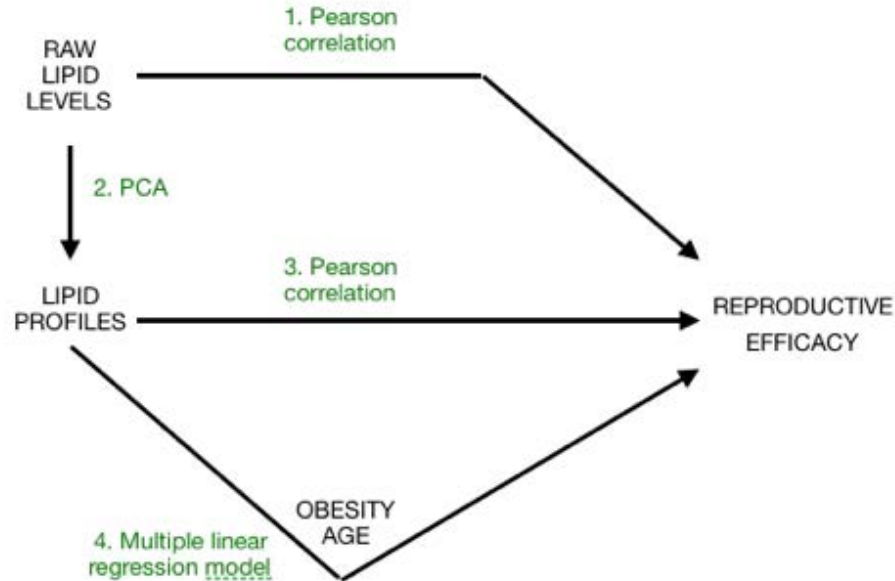 1. Pearson
correlation
RAW
LIPID
LEVELS
2. PCA
3. Pearson
correlation
LIPID
PROFILES
REPRODUCTIVE
EFFICACY
OBESITY
AGE
4. Multiple linear
regression model